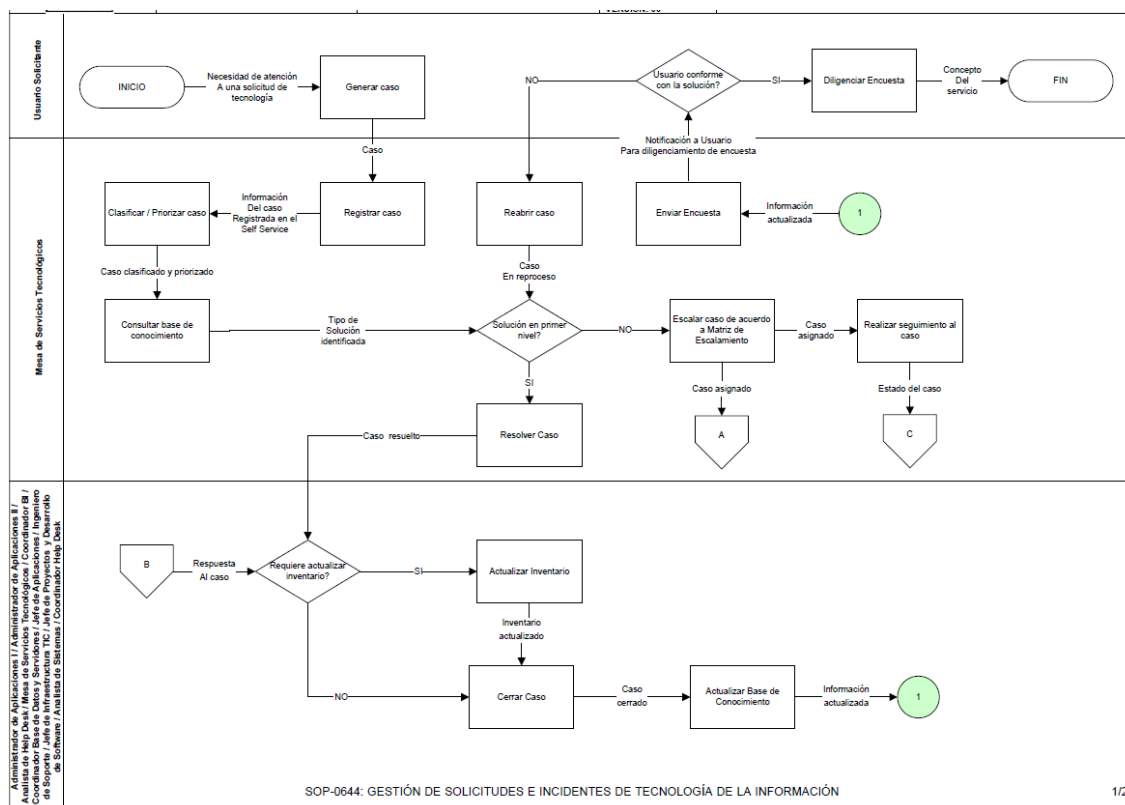 Usuario Solicitante
INICIO
Necesidad de atención
A una solicitud de
tecnología
Generar caso
NO
Usuario conforme
con la solución?
SI
Diligenciar Encuesta
Concepto
Del
servicio
FIN
Caso
Notificación a Usuario
Para diligenciamiento de encuesta
Mesa de Servicios Tecnológicos
Clasificar / Priorizar caso
Información
Del caso
Registrada en el
Self Service
Registrar caso
Reabrir caso
Enviar Encuesta
Información
actualizada
1
Caso clasificado y priorizado
Caso
En reproceso
Consultar base de
conocimiento
Tipo de
Solución
identificada
Solución en primer
nivel?
NO
Escalar caso de acuerdo
a Matriz de
Escalamiento
Caso
asignado
Realizar seguimiento al
caso
SI
Caso asignado
Estado del caso
Caso resuelto
Resolver Caso
A
C
Administrador de Aplicaciones I / Administrador de Aplicaciones II /
Analista de Help Desk / Mesa de Servicios Tecnológicos / Coordinador BI /
Coordinador Base de Datos y Servidores / Jefe de Aplicaciones / Ingeniero
de Soporte / Jefe de Infraestructura TIC / Jefe de Proyectos y Desarrollo
de Software / Analista de Sistemas / Coordinador Help Desk
B
Respuesta
Al caso
Requiere actualizar
inventario?
SI
Actualizar Inventario
Inventario
actualizado
NO
Cerrar Caso
Caso
cerrado
Actualizar Base de
Conocimiento
Información
actualizada
1
SOP-0644: GESTIÓN DE SOLICITUDES E INCIDENTES DE TECNOLOGÍA DE LA INFORMACIÓN
1/2